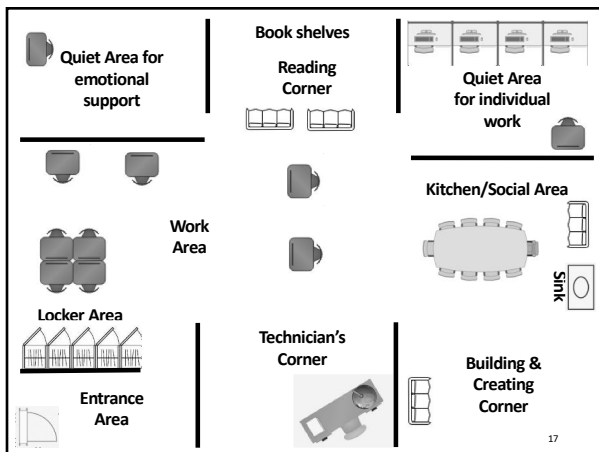 Quiet Area for
emotional
support
Book shelves
Reading
Corner
Quiet Area
for individual
work
Work
Area
Kitchen/Social Area
Sink
Locker Area
Entrance
Area
Technician's
Corner
Building &
Creating
Corner
17